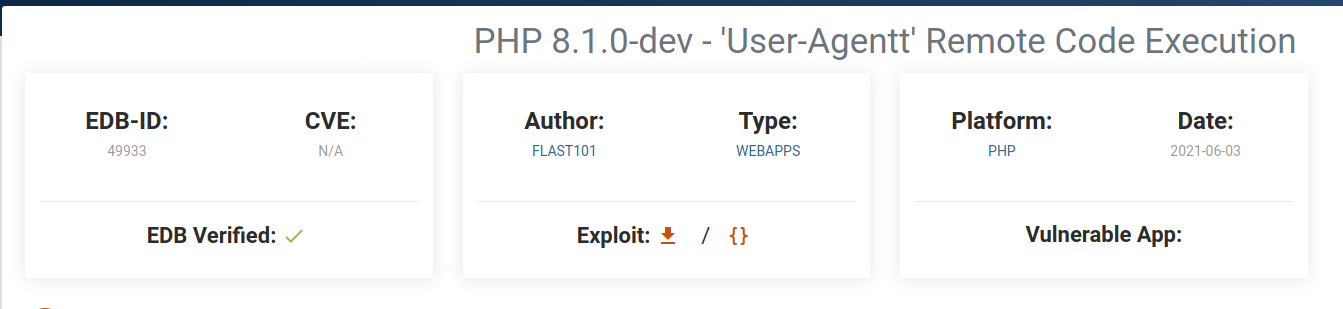 PHP 8.1.0-dev - 'User-Agentt' Remote Code Execution
EDB-ID:
49933
CVE:
N/A
EDB Verified:
Author:
FLAST101
Type:
WEBAPPS
Exploit: / {}
Platform:
PHP
Date:
2021-06-03
Vulnerable App: